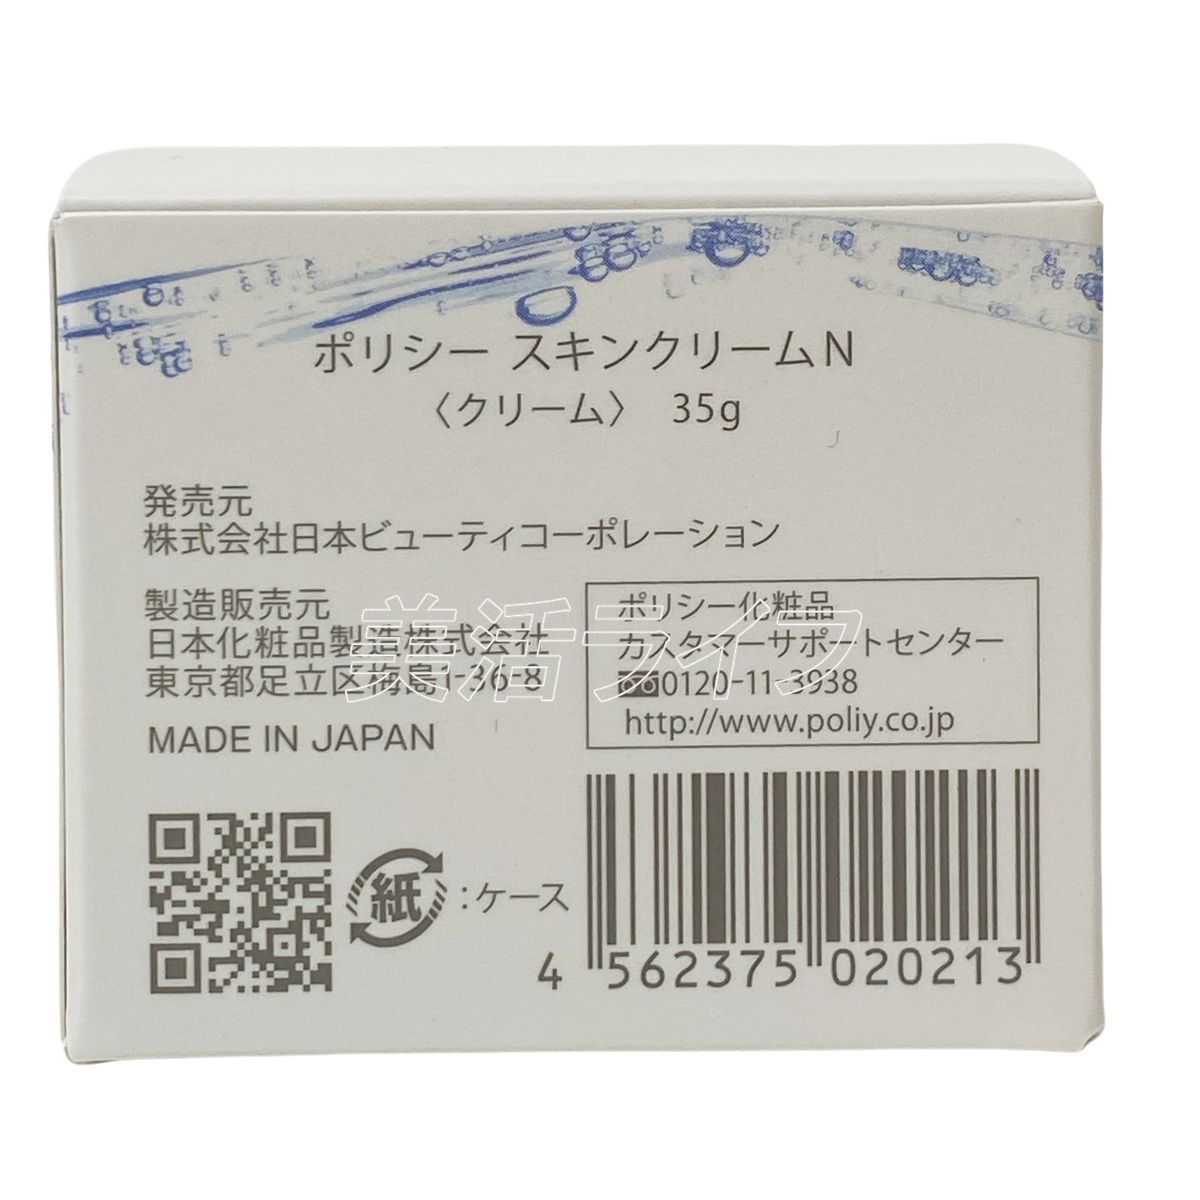 ポリシー スキンクリームN
〈クリーム〉 35g
発売元
株式会社日本ビューティコーポレーション
製造販売元
日本化粧品製造株式会社
東京都足立区梅島1-36-8
MADE IN JAPAN
ポリシー化粧品
カスタマーサポートセンター
0120-11-3938
http://www.poliy.co.jp
美活ライフ
紙:ケース
4 562375 020213